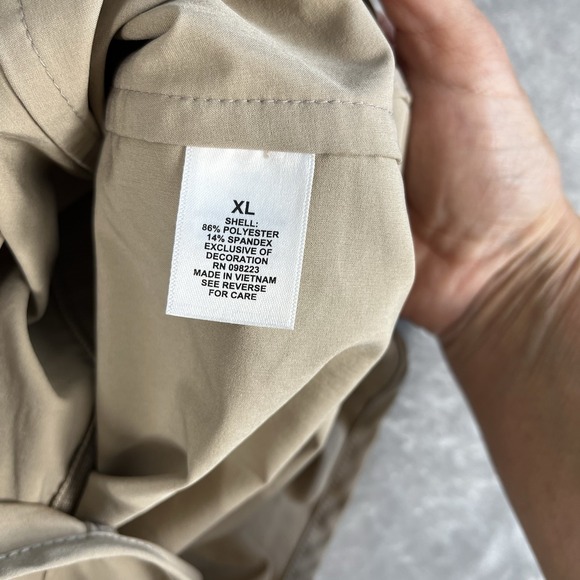 XL
SHELL:
86% POLYESTER
14% SPANDEX
EXCLUSIVE OF
DECORATION
RN 098223
MADE IN VIETNAM
SEE REVERSE
FOR CARE